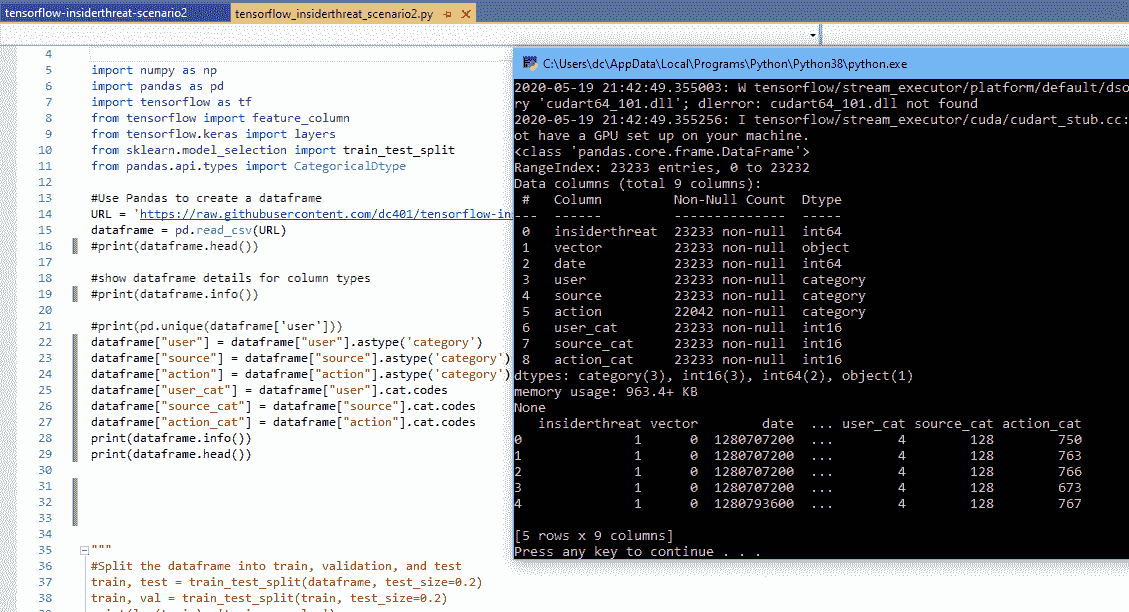 tensorflow-insiderthreat-scenario2
tensorflow_insiderthreat_scenario2.py
4
5 import numpy as np
6 import pandas as pd
7 import tensorflow as tf
8 from tensorflow import feature_column
9 from tensorflow.keras import layers
10 from sklearn.model_selection import train_test_split
11 from pandas.api.types import CategoricalDtype
12
13 #Use Pandas to create a dataframe
14 URL = 'https://raw.githubusercontent.com/dc401/tensorflow-in
15 dataframe = pd.read_csv(URL)
16 #print(dataframe.head())
17
18 #show dataframe details for column types
19 #print(dataframe.info())
20
21 #print(pd.unique(dataframe['user']))
22 dataframe["user"] = dataframe["user"].astype('category')
23 dataframe["source"] = dataframe["source"].astype('category')
24 dataframe["action"] = dataframe["action"].astype('category')
25 dataframe["user_cat"] = dataframe["user"].cat.codes
26 dataframe["source_cat"] = dataframe["source"].cat.codes
27 dataframe["action_cat"] = dataframe["action"].cat.codes
28 print(dataframe.info())
29 print(dataframe.head())
30
31
32
33
34
35 """
36 #Split the dataframe into train, validation, and test
37 train, test = train_test_split(dataframe, test_size=0.2)
38 train, val = train_test_split(train, test_size=0.2)
C:\Users\dc\AppData\Local\Programs\Python\Python38\python.exe
2020-05-19 21:42:49.355003: W tensorflow/stream_executor/platform/default/dso
ry 'cudart64_101.dll'; dlerror: cudart64_101.dll not found
2020-05-19 21:42:49.355256: I tensorflow/stream_executor/cuda/cudart_stub.cc:
ot have a GPU set up on your machine.
<class 'pandas.core.frame.DataFrame'>
RangeIndex: 23233 entries, 0 to 23232
Data columns (total 9 columns):
# Column Non-Null Count Dtype
--- ------ -------------- -----
0 insiderthreat 23233 non-null int64
1 vector 23233 non-null object
2 date 23233 non-null int64
3 user 23233 non-null category
4 source 23233 non-null category
5 action 22042 non-null category
6 user_cat 23233 non-null int16
7 source_cat 23233 non-null int16
8 action_cat 23233 non-null int16
dtypes: category(3), int16(3), int64(2), object(1)
memory usage: 963.4+ KB
None
insiderthreat vector date ... user_cat source_cat action_cat
0 1 0 1280707200 ... 4 128 750
1 1 0 1280707200 ... 4 128 763
2 1 0 1280707200 ... 4 128 766
3 1 0 1280707200 ... 4 128 673
4 1 0 1280793600 ... 4 128 767
[5 rows x 9 columns]
Press any key to continue . . .